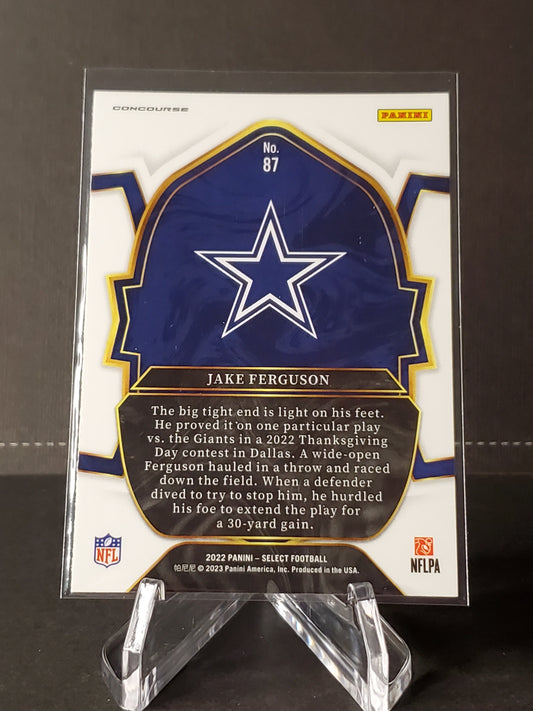 CONCOURSE
PANINI
No.
87
JAKE FERGUSON
The big tight end is light on his feet.
He proved it on one particular play
vs. the Giants in a 2022 Thanksgiving
Day contest in Dallas. A wide-open
Ferguson hauled in a throw and raced
down the field. When a defender
dived to try to stop him, he hurdled
his foe to extend the play for
a 30-yard gain.
NFL
NFLPA
2022 PANINI – SELECT FOOTBALL
帕尼尼 © 2023 Panini America, Inc. Produced in the USA.